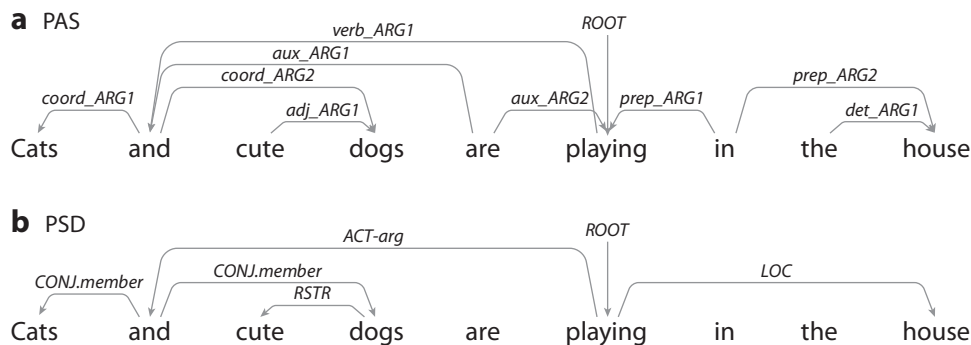 a PAS
verb_ARG1 ROOT
aux_ARG1
coord_ARG2 prep_ARG2
coord_ARG1 aux_ARG2 prep_ARG1
adj_ARG1 det_ARG1
Cats and cute dogs are playing in the house
b PSD
ROOT
ACT-arg
CONJ.member CONJ.member LOC
RSTR
Cats and cute dogs are playing in the house